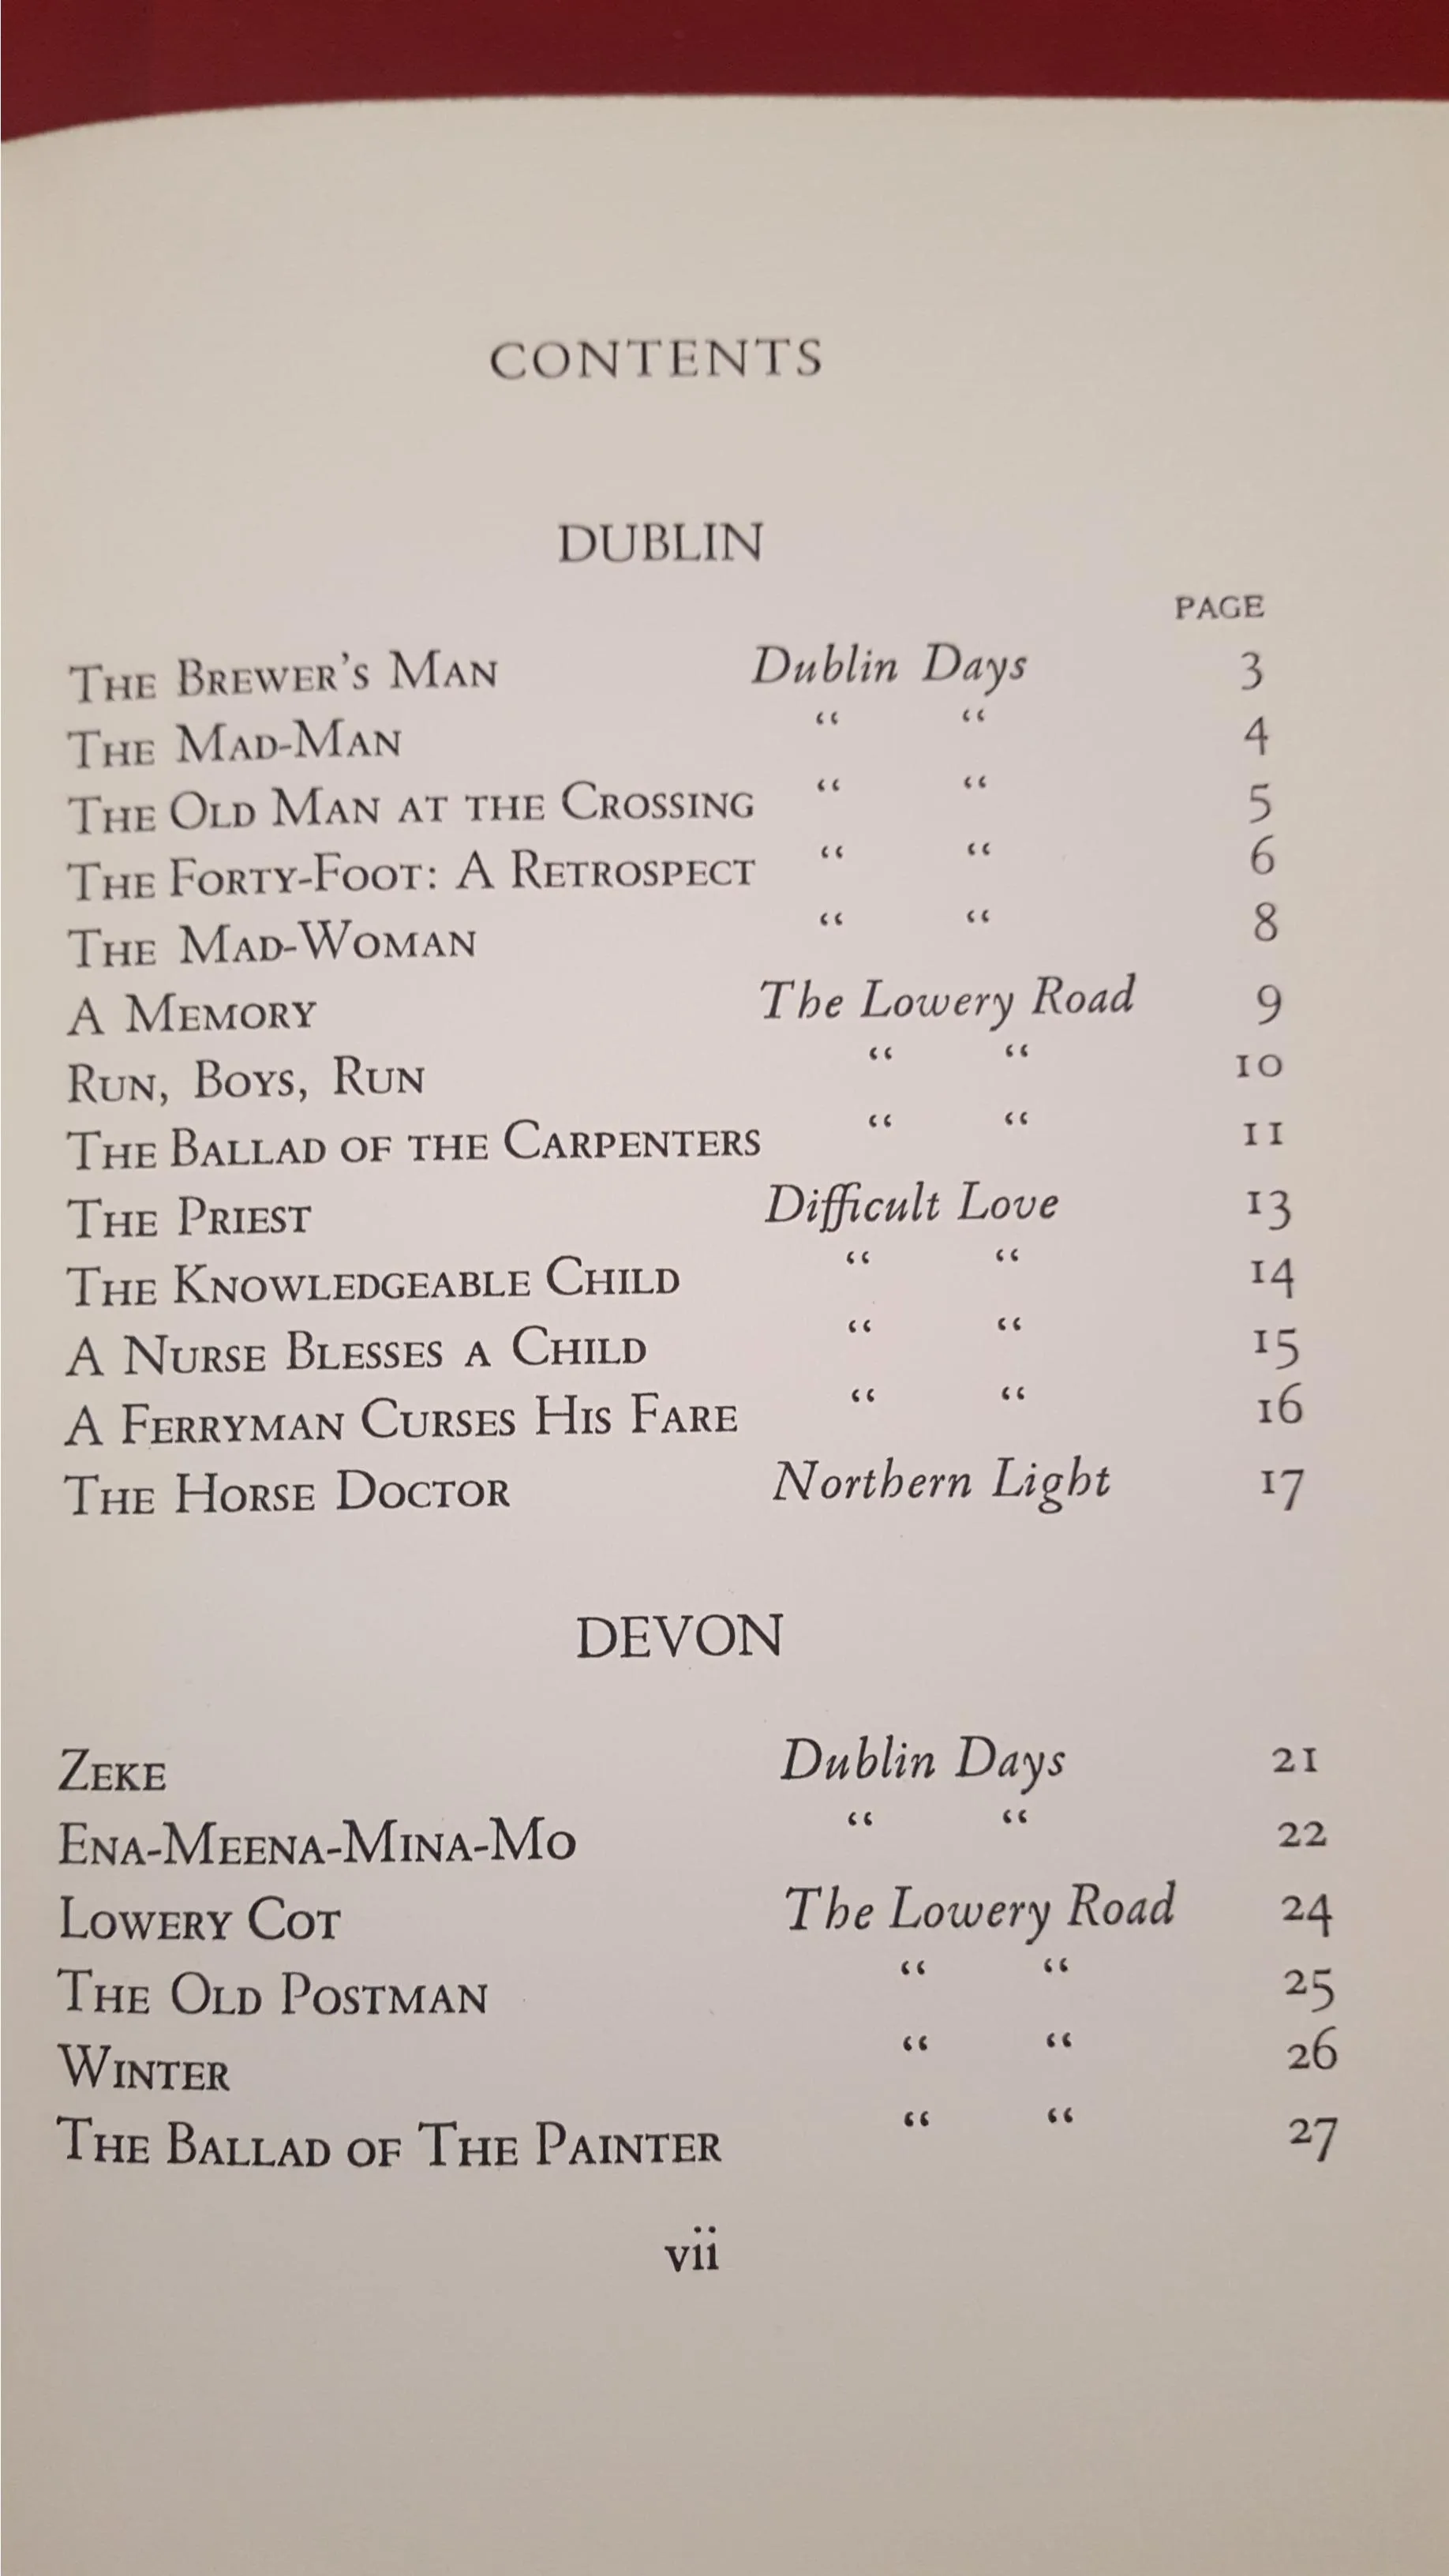 CONTENTS
DUBLIN
PAGE
THE BREWER'S MAN Dublin Days 3
THE MAD-MAN “ “ 4
THE OLD MAN AT THE CROSSING “ “ 5
THE FORTY-FOOT: A RETROSPECT “ “ 6
THE MAD-WOMAN “ “ 8
A MEMORY The Lowery Road 9
RUN, BOYS, RUN “ “ 10
THE BALLAD OF THE CARPENTERS “ “ 11
THE PRIEST Difficult Love 13
THE KNOWLEDGEABLE CHILD “ “ 14
A NURSE BLESSES A CHILD “ “ 15
A FERRYMAN CURSES HIS FARE “ “ 16
THE HORSE DOCTOR Northern Light 17
DEVON
ZEKE Dublin Days 21
ENA-MEENA-MINA-MO “ “ 22
LOWERY COT The Lowery Road 24
THE OLD POSTMAN “ “ 25
WINTER “ “ 26
THE BALLAD OF THE PAINTER “ “ 27
vii